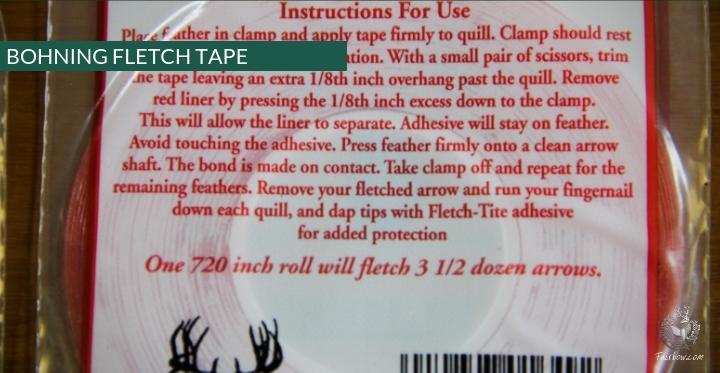 Instructions For Use
Place feather in clamp and apply tape firmly to quill. Clamp should rest
BOHNING FLETCH TAPE
With a small pair of scissors, trim
the tape leaving an extra 1/8th inch overhang past the quill. Remove
red liner by pressing the 1/8th inch excess down to the clamp.
This will allow the liner to separate. Adhesive will stay on feather.
Avoid touching the adhesive. Press feather firmly onto a clean arrow
shaft. The bond is made on contact. Take clamp off and repeat for the
remaining feathers. Remove your fletched arrow and run your fingernail
down each quill, and dap tips with Fletch-Tite adhesive
for added protection
One 720 inch roll will fletch 3 1/2 dozen arrows.
Fairbow.com